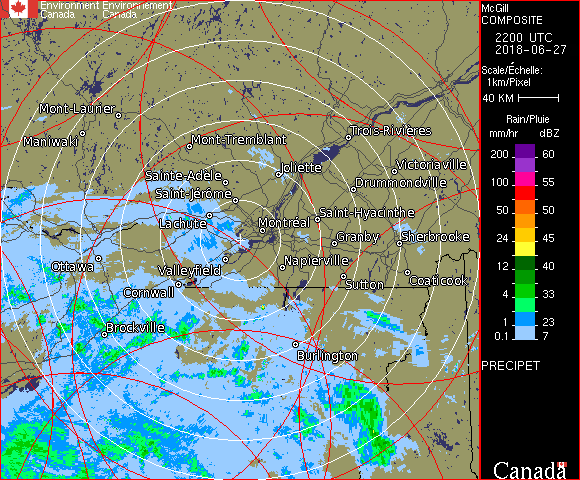 Environment Environnement
Canada Canada
Mont-Laurier
Maniwaki
Mont-Tremblant
Trois-Rivières
Joliette
Victoriaville
Sainte-Adèle
Drummondville
Saint-Jérôme
Lachute
Saint-Hyacinthe
Montréal
Granby
Sherbrooke
Ottawa
Valleyfield
Napierville
Cornwall
Sutton
Coaticook
Brockville
Burlington
McGill
COMPOSITE
2200 UTC
2018-06-27
Scale/Échelle:
1km/Pixel
40 KM
Rain/Pluie
mm/hr dBZ
200 60
100 55
50 50
24 45
12 40
4 33
1 23
0.1 7
PRECIPET
Canada